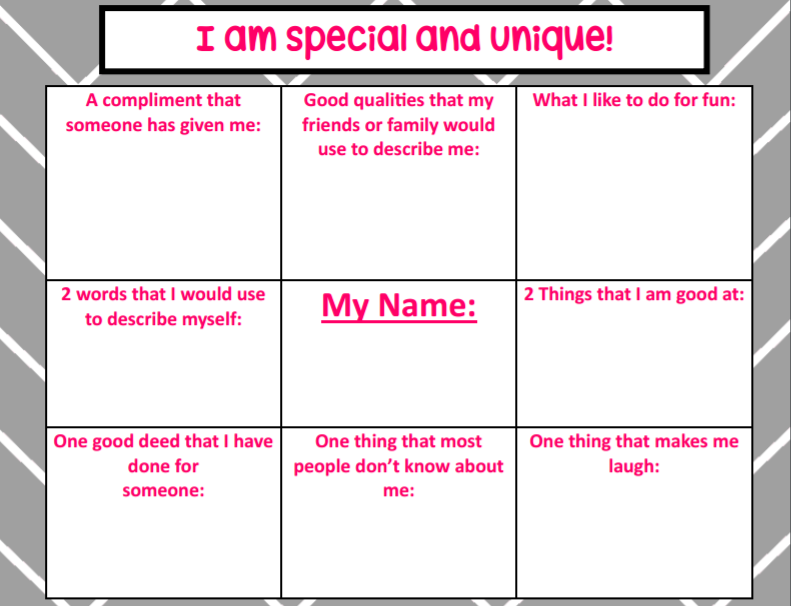 I am special and unique!
A compliment that
someone has given me:
Good qualities that my
friends or family would
use to describe me:
What I like to do for fun:
2 words that I would use
to describe myself:
My Name:
2 Things that I am good at:
One good deed that I have
done for
someone:
One thing that most
people don’t know about
me:
One thing that makes me
laugh: